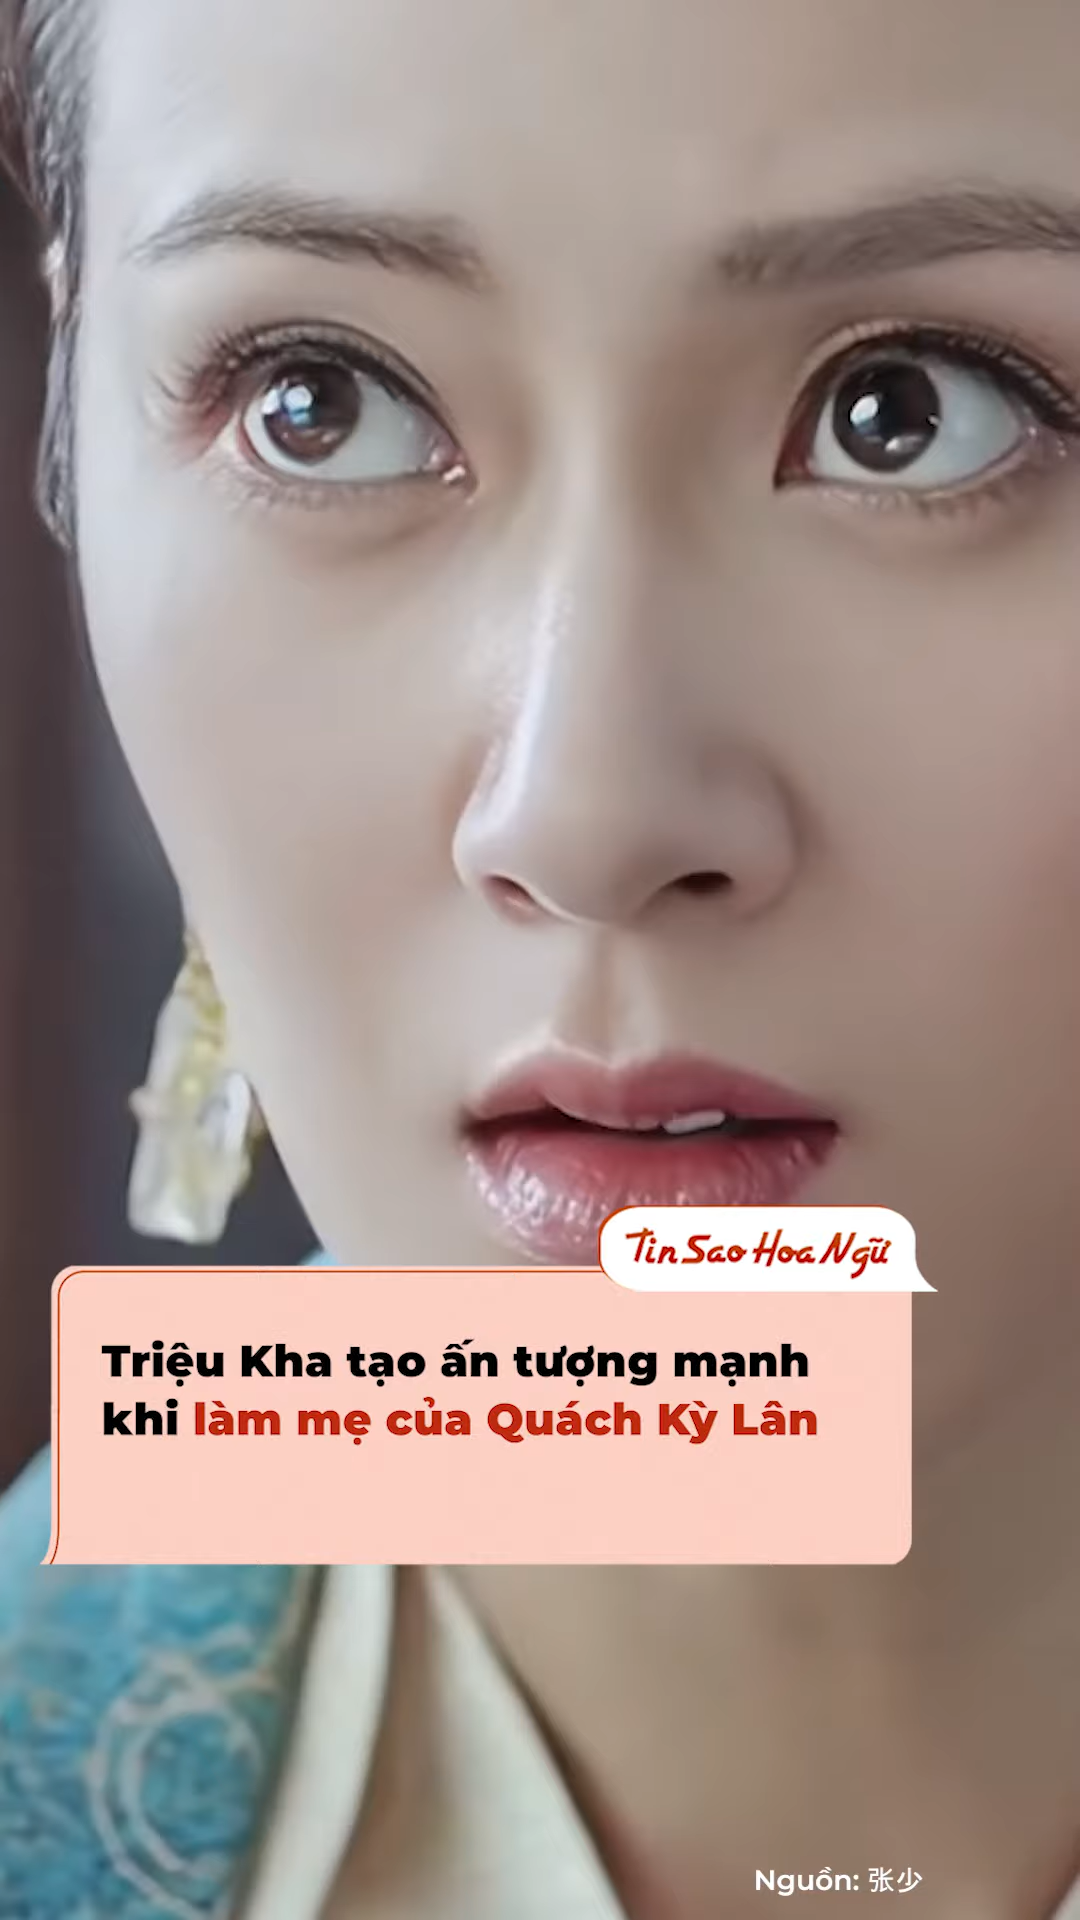 Tin Sao Hoa Ngữ
Triệu Kha tạo ấn tượng mạnh
khi làm mẹ của Quách Kỳ Lân
Nguồn: 张少